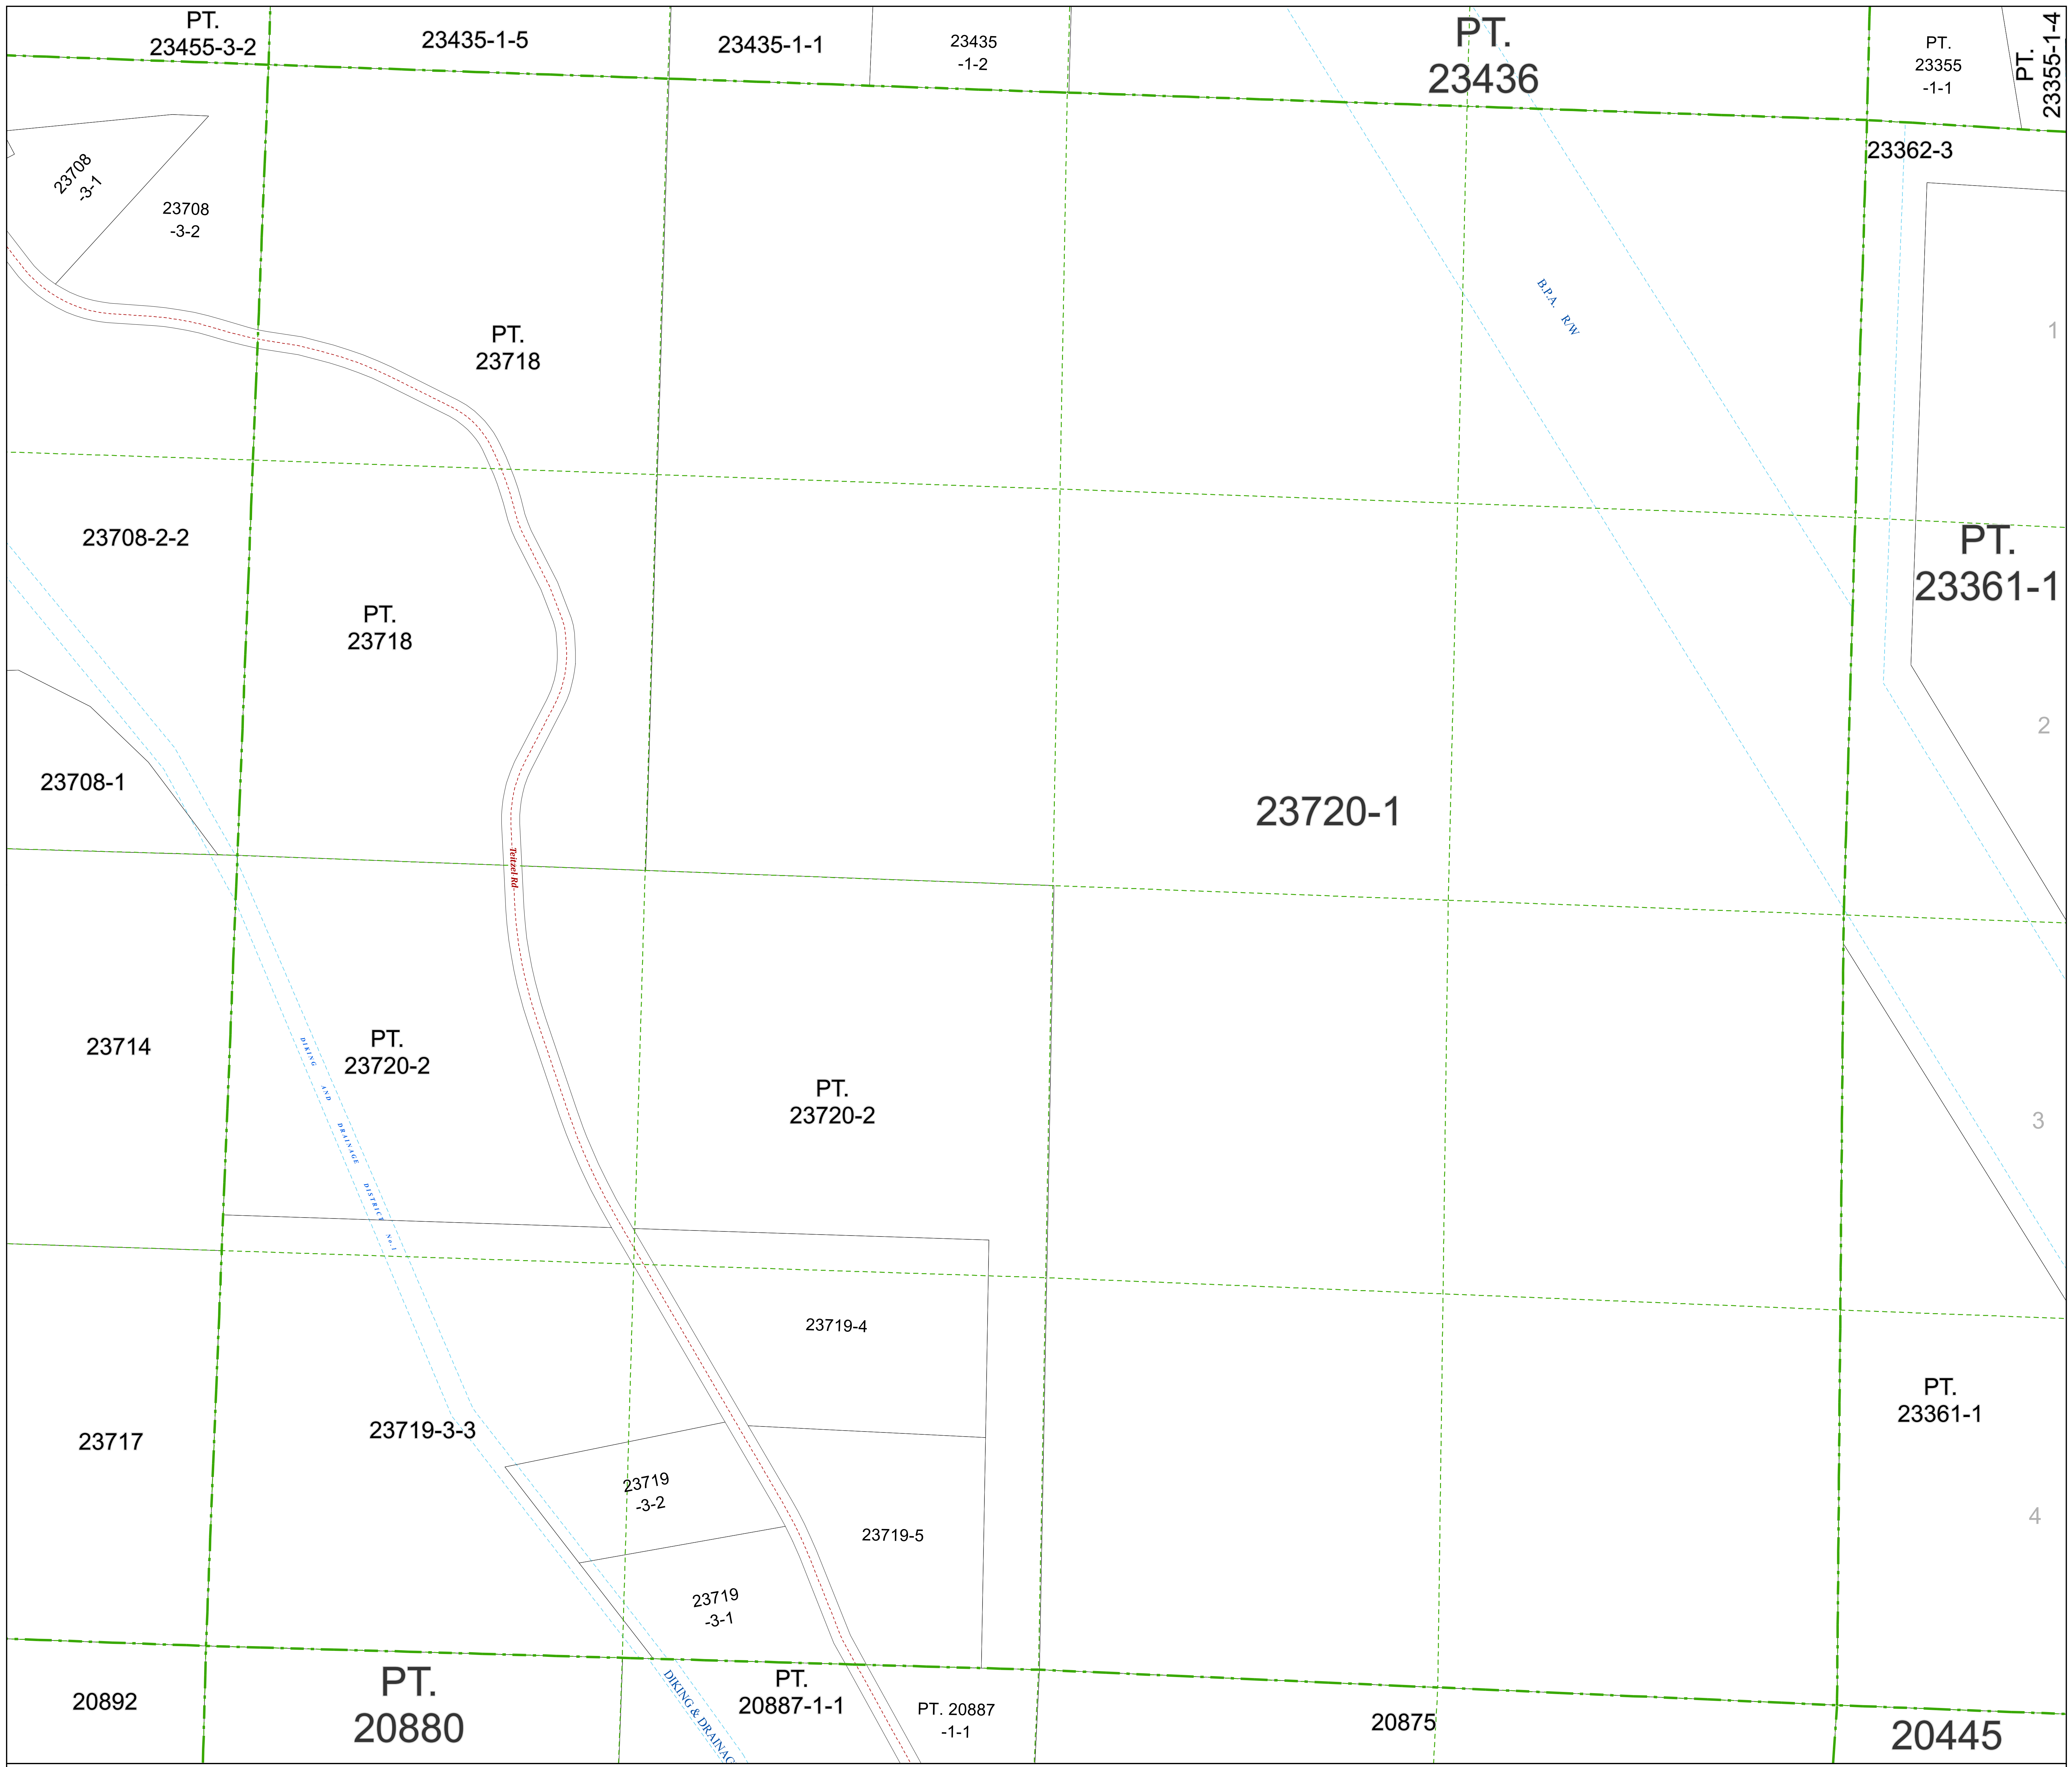 PT.
23455-3-2
23435-1-5
23435-1-1
23435
-1-2
PT.
23436
PT.
23355
-1-1
PT.
23355-1-4
23362-3
23708
-3-1
23708
-3-2
B.P.A. R/W
1
PT.
23718
23708-2-2
PT.
23361-1
PT.
23718
2
23708-1
23720-1
Teitzel Rd
23714
DIKING AND DRAINAGE DISTRICT No.1
PT.
23720-2
PT.
23720-2
3
23719-4
PT.
23361-1
23717
23719-3-3
23719
-3-2
23719-5
4
23719
-3-1
20892
PT.
20880
DIKING & DRAINAG
PT.
20887-1-1
PT. 20887
-1-1
20875
20445